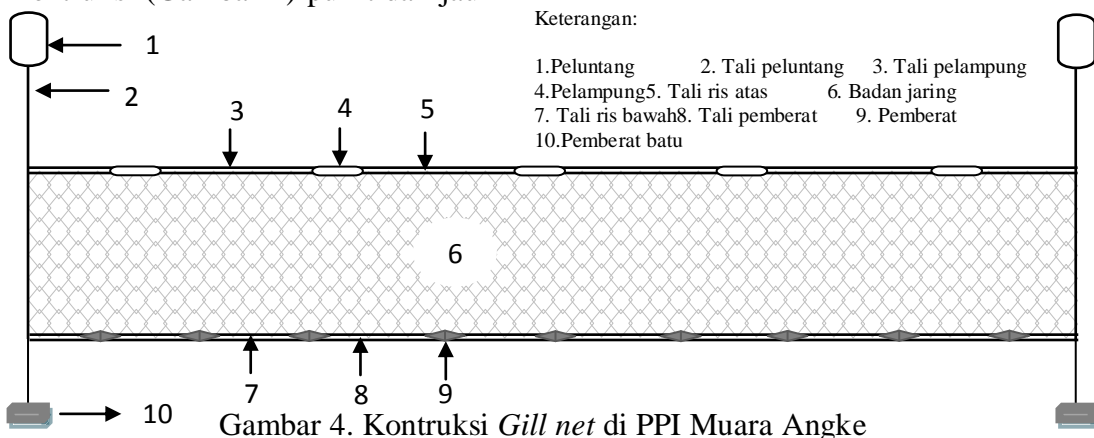 Keterangan:
1.Peluntang 2. Tali peluntang 3. Tali pelampung
4.Pelampung5. Tali ris atas 6. Badan jaring
7. Tali ris bawah8. Tali pemberat 9. Pemberat
10.Pemberat batu
1
2
3 4 5
6
7 8 9
10
Gambar 4. Kontruksi Gill net di PPI Muara Angke